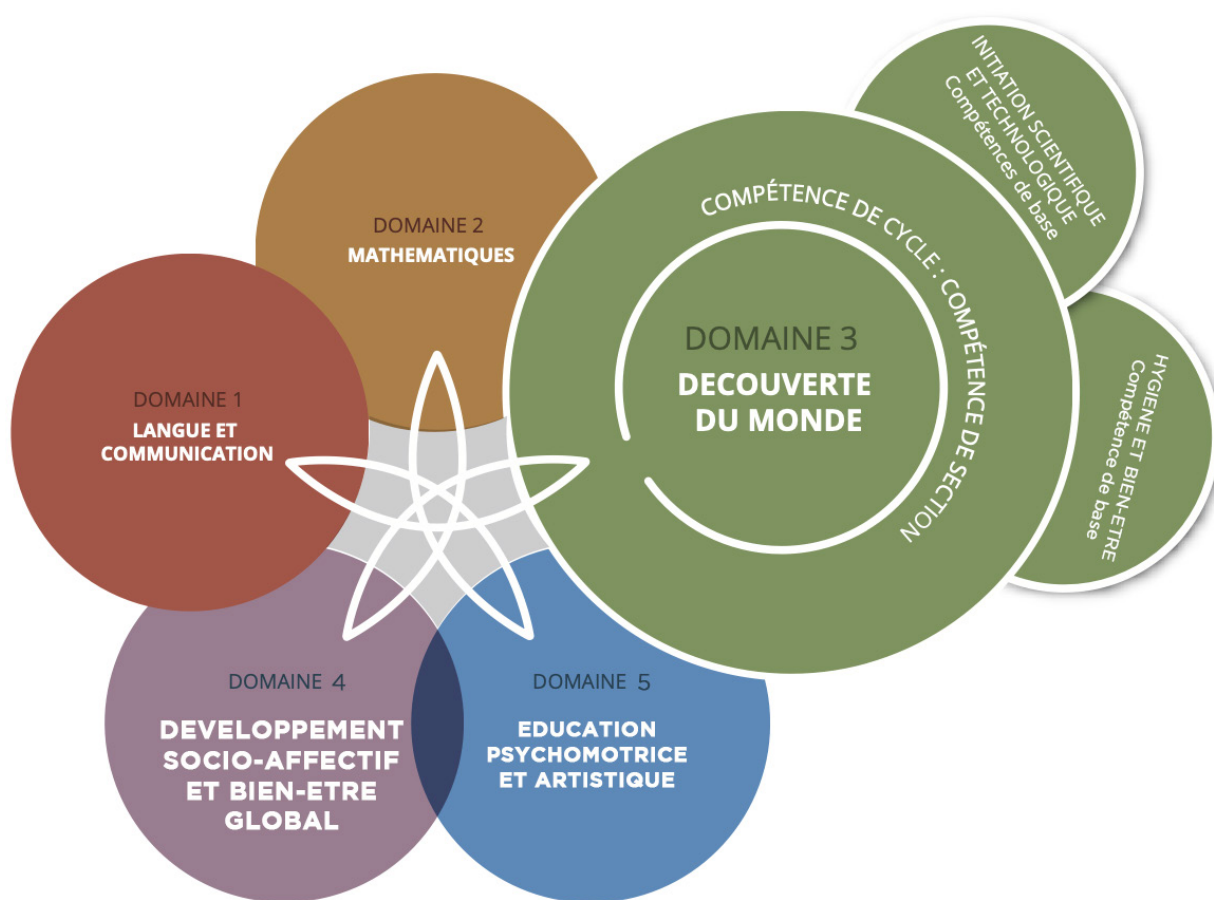 DOMAINE 1
LANGUE ET
COMMUNICATION
DOMAINE 2
MATHEMATIQUES
COMPÉTENCE DE CYCLE : COMPÉTENCE DE SECTION
DOMAINE 3
DECOUVERTE
DU MONDE
INITIATION SCIENTIFIQUE
ET TECHNOLOGIQUE
Compétences de base
HYGIENE ET BIEN-ETRE
Compétence de base
DOMAINE 4
DEVELOPPEMENT
SOCIO-AFFECTIF
ET BIEN-ETRE
GLOBAL
DOMAINE 5
EDUCATION
PSYCHOMOTRICE
ET ARTISTIQUE